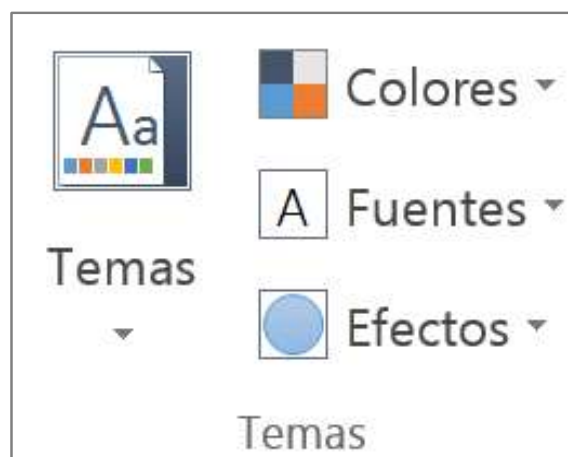 Aa
Temas
Colores
A
Fuentes
Efectos
Temas